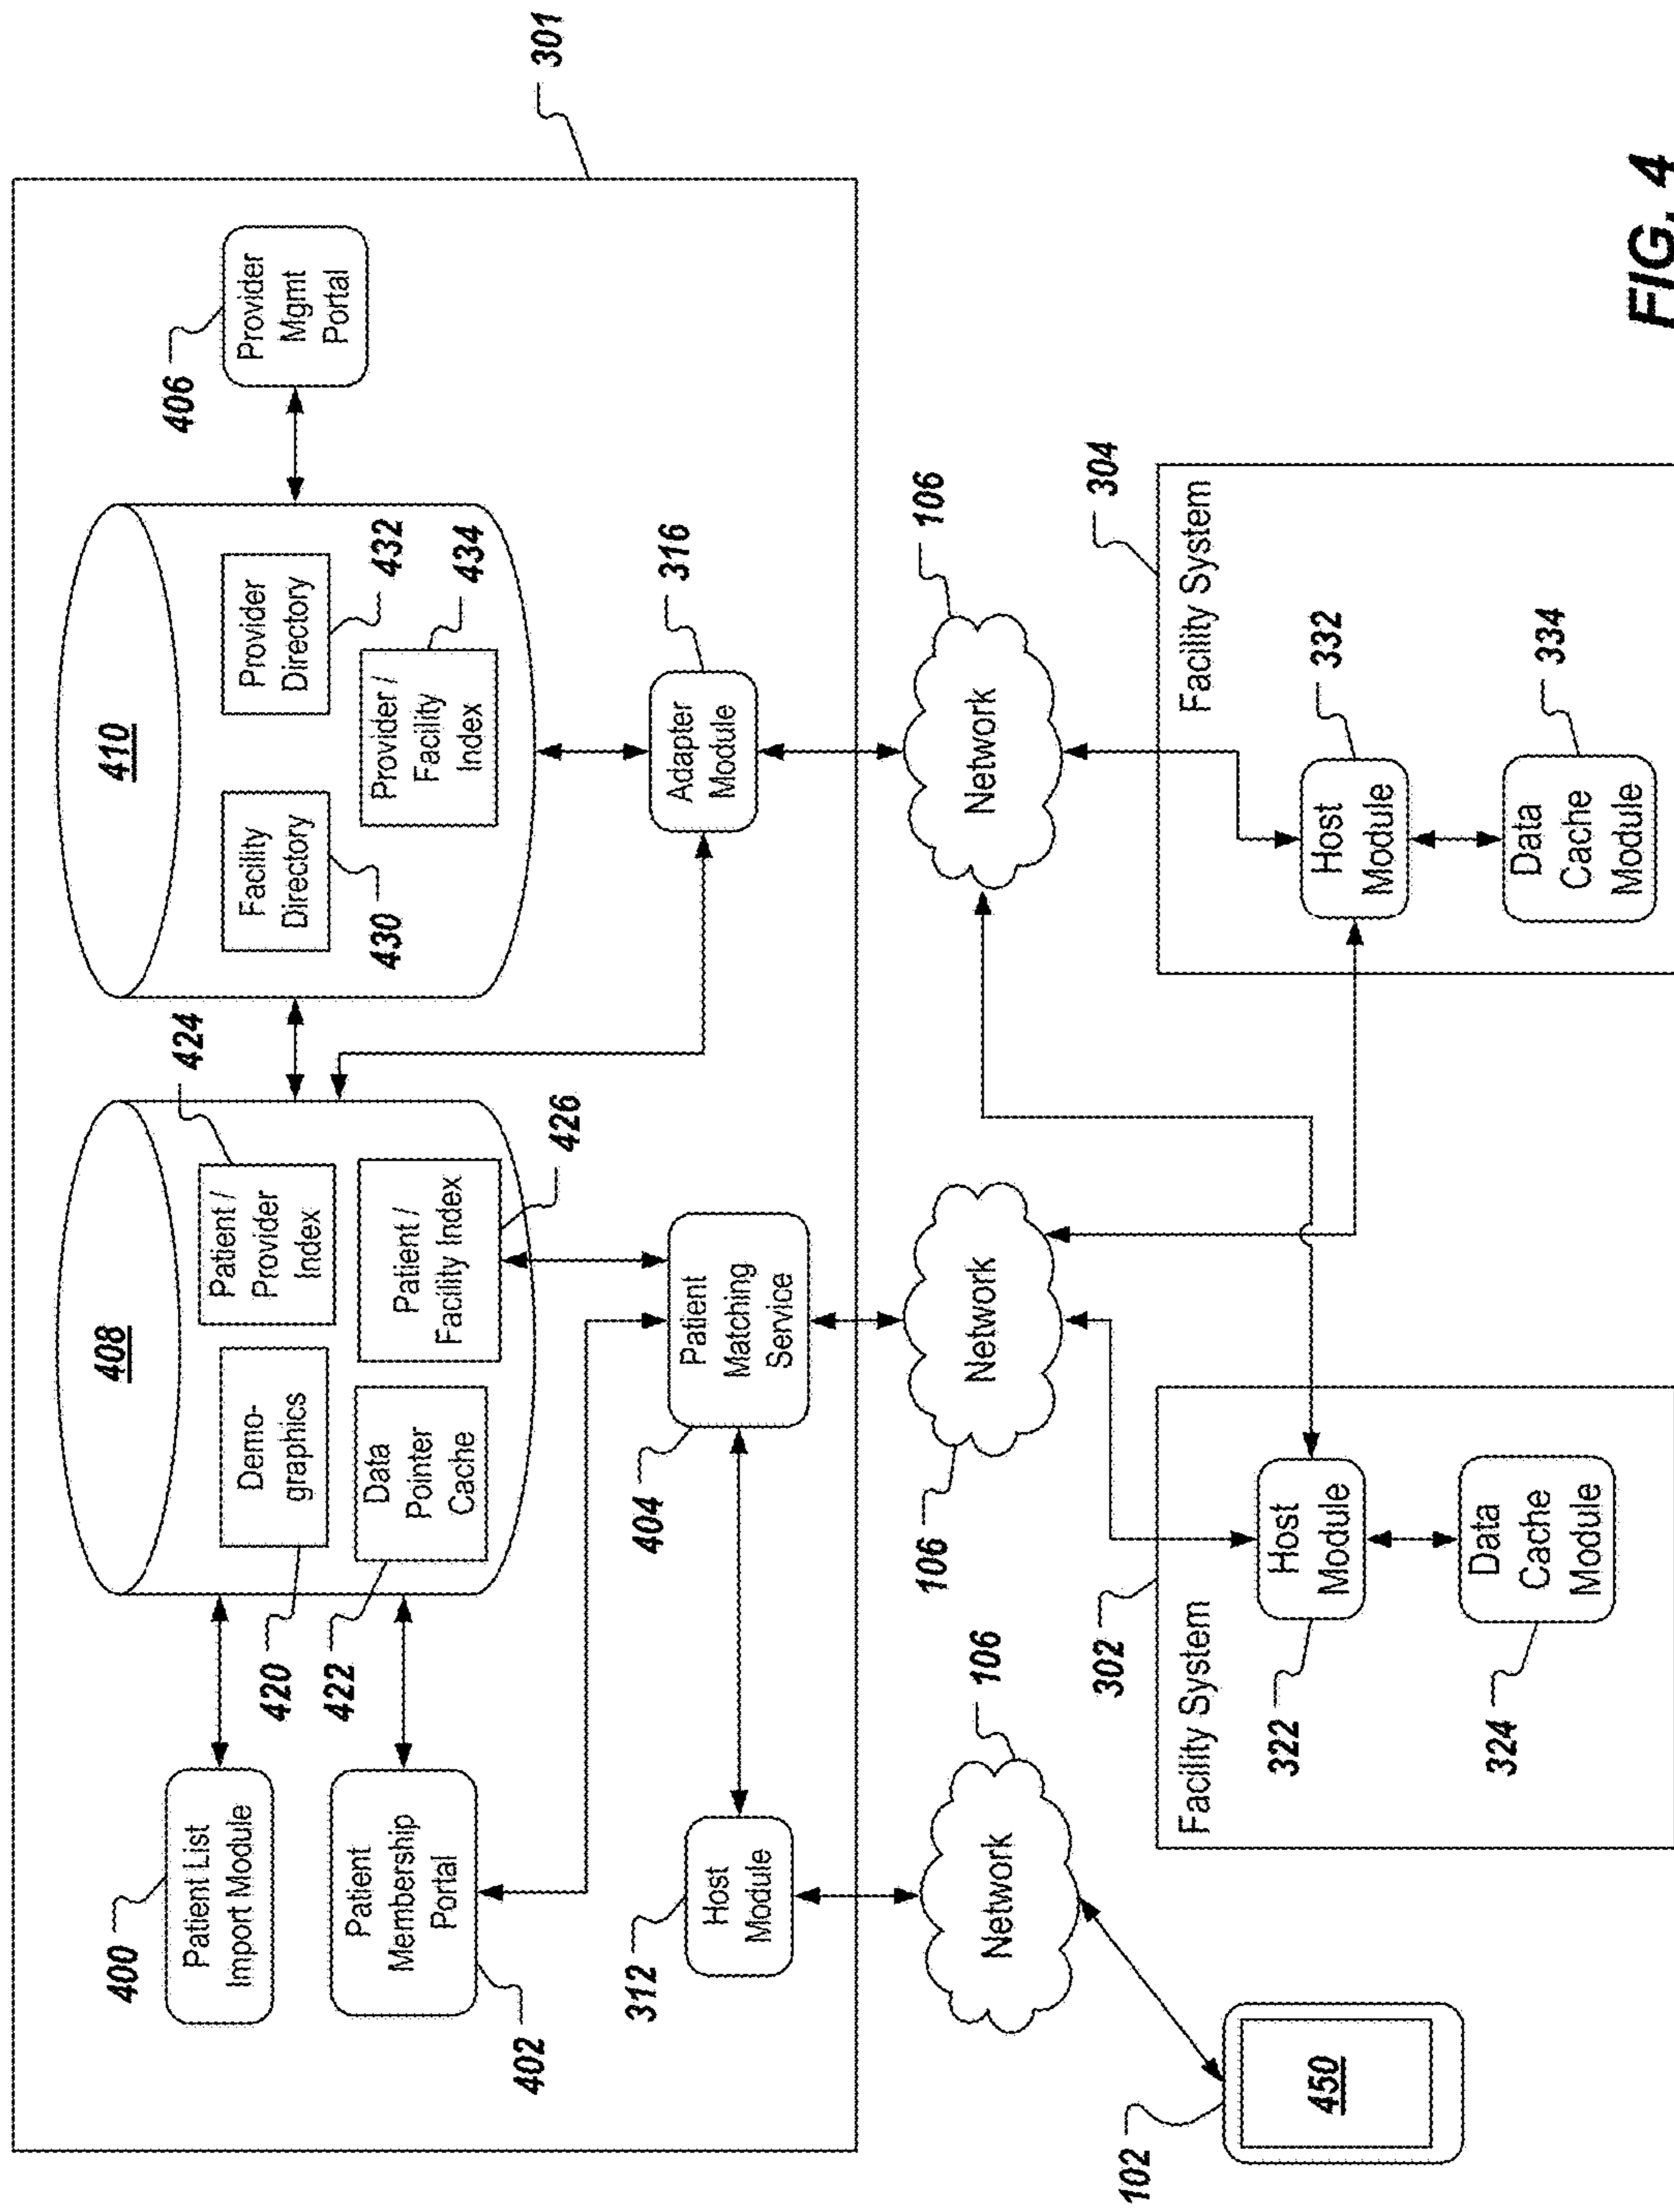 301
400
Patient List
Import Module
402
Patient
Membership
Portal
408
420
Demo-
graphics
422
Data
Pointer
Cache
424
Patient /
Provider
Index
426
Patient /
Facility Index
410
430
Facility
Directory
Provider
Directory
432
Provider /
Facility
Index
434
406
Provider
Mgmt
Portal
312
Host
Module
404
Patient
Matching
Service
Adapter
Module
316
Network
106
Network
106
Network
106
102
450
302
Facility System
322
Host
Module
324
Data
Cache
Module
304
Facility System
Host
Module
332
Data
Cache
Module
334
FIG. 4